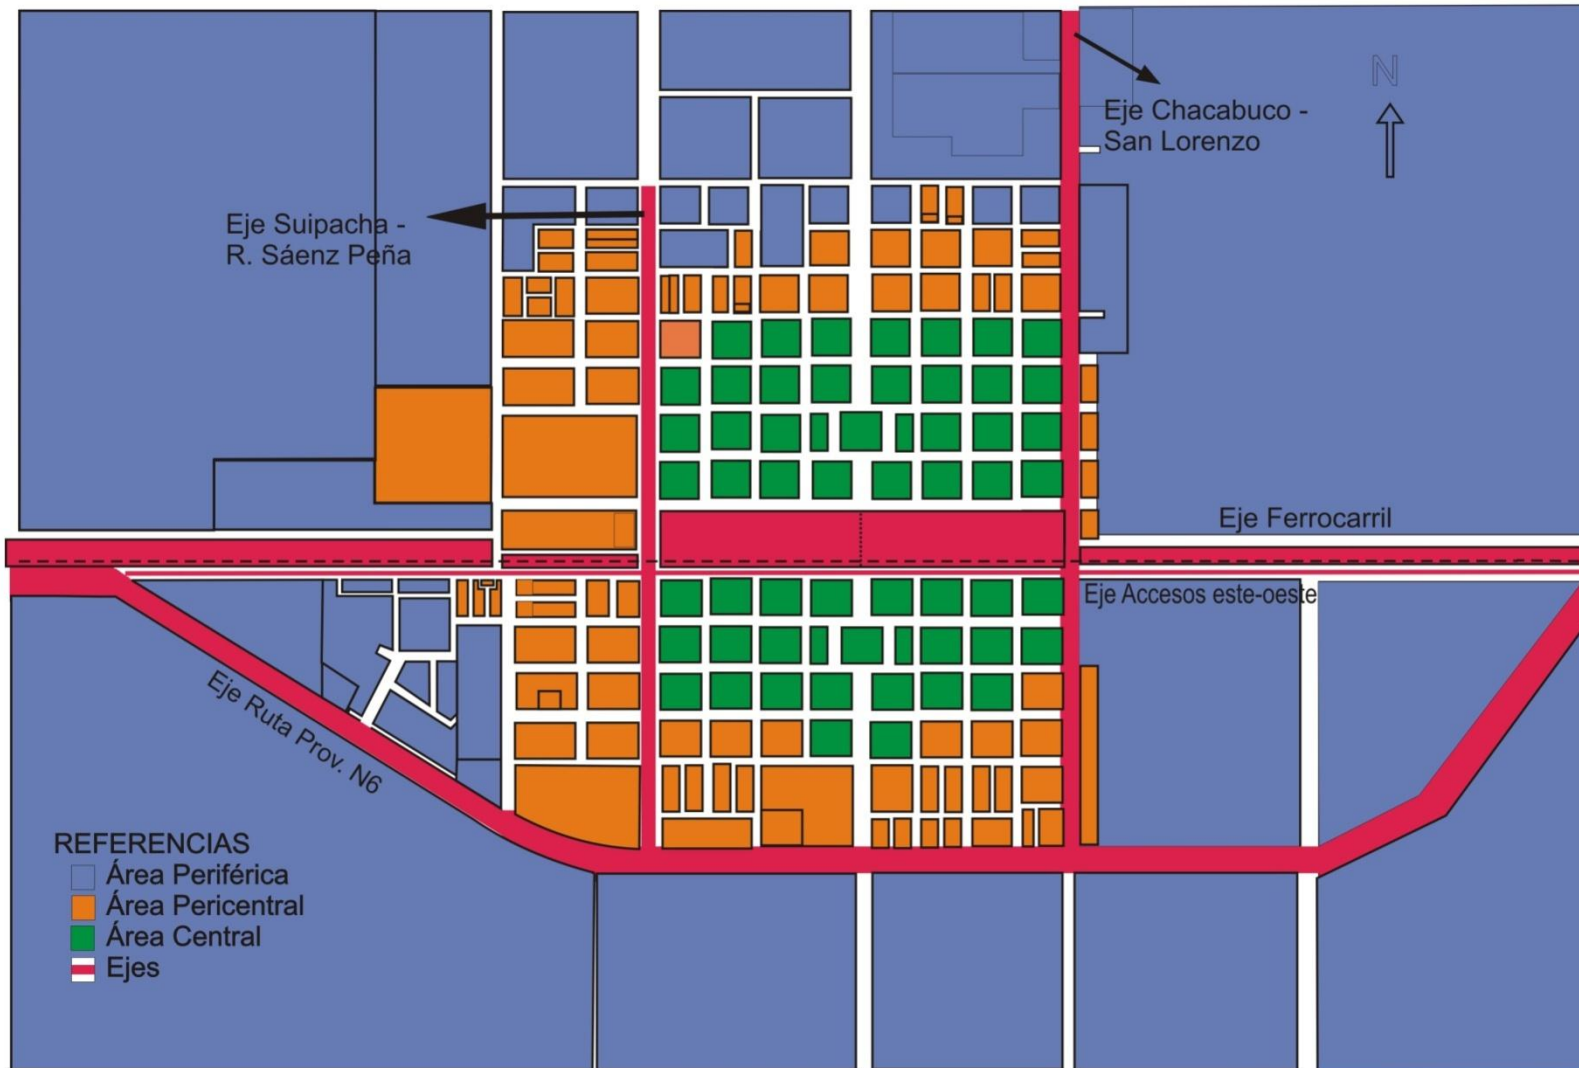 N
Eje Chacabuco -
San Lorenzo
Eje Suipacha -
R. Sáenz Peña
Eje Ferrocarril
Eje Accesos este-oeste
Eje Ruta Prov. N6
REFERENCIAS
Área Periférica
Área Pericentral
Área Central
Ejes